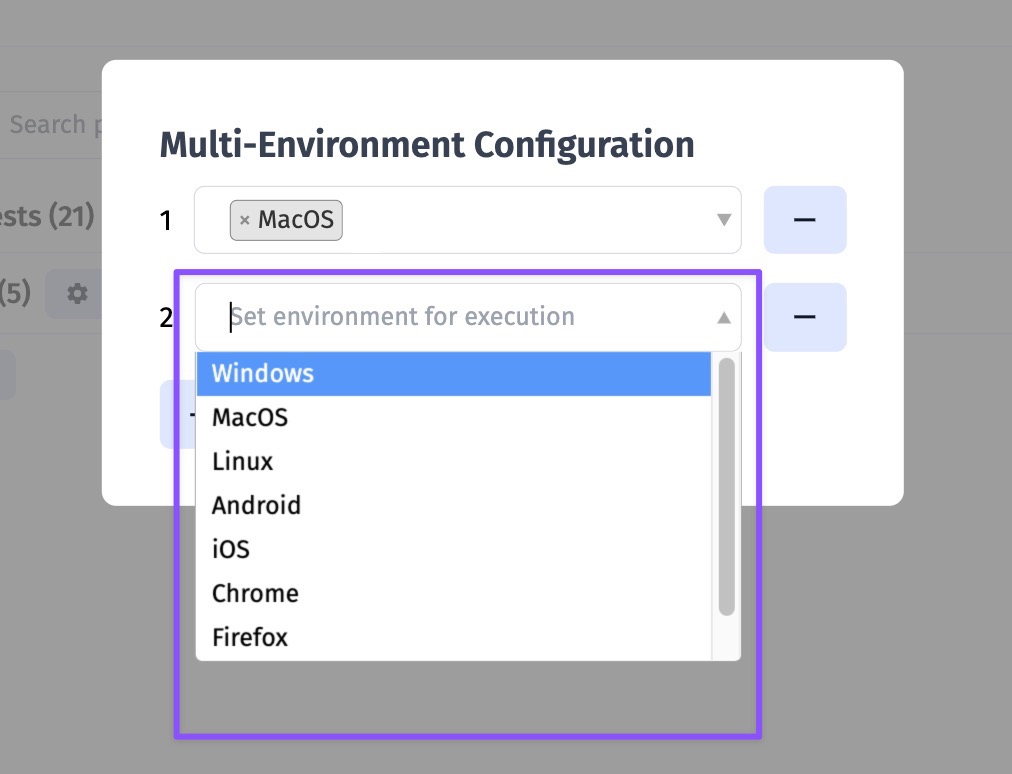 Search
Multi-Environment Configuration
ests (21)
1
× MacOS
(5)
2
Set environment for execution
Windows
MacOS
Linux
Android
iOS
Chrome
Firefox